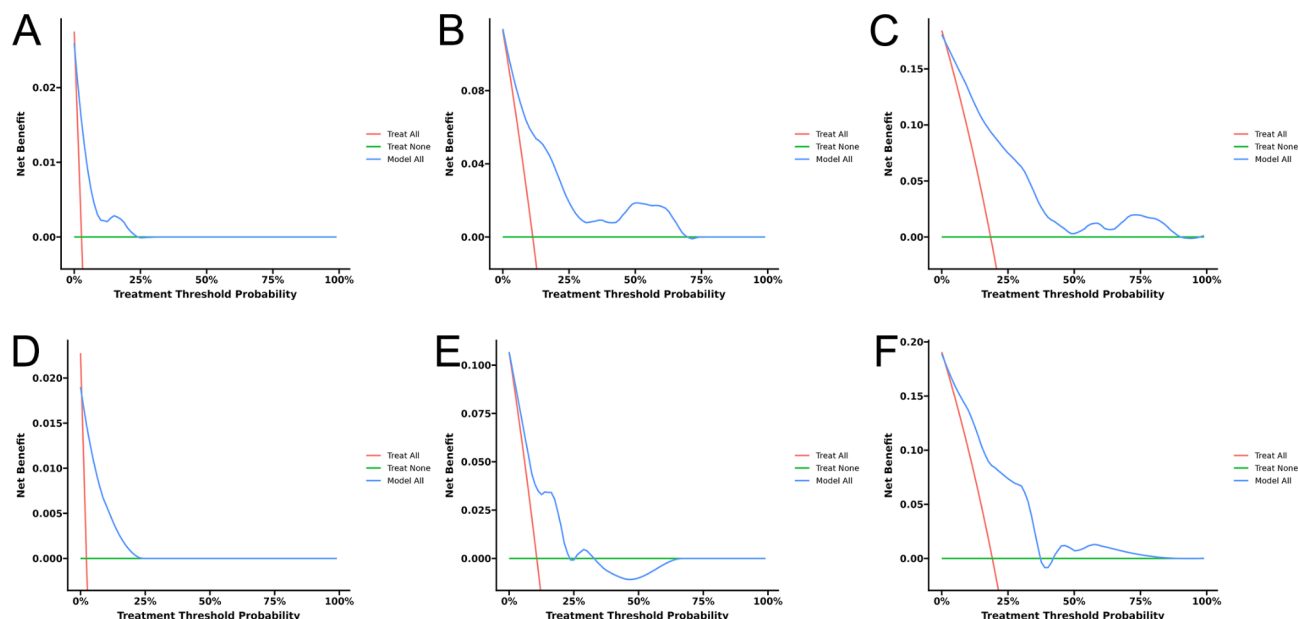 A
Net Benefit
0.02
0.01
0.00
0% 25% 50% 75% 100%
Treatment Threshold Probability
Treat All
Treat None
Model All
B
Net Benefit
0.08
0.04
0.00
0% 25% 50% 75% 100%
Treatment Threshold Probability
Treat All
Treat None
Model All
C
Net Benefit
0.15
0.10
0.05
0.00
0% 25% 50% 75% 100%
Treatment Threshold Probability
Treat All
Treat None
Model All
D
Net Benefit
0.020
0.015
0.010
0.005
0.000
0% 25% 50% 75% 100%
Treatment Threshold Probability
Treat All
Treat None
Model All
E
Net Benefit
0.100
0.075
0.050
0.025
0.000
0% 25% 50% 75% 100%
Treatment Threshold Probability
Treat All
Treat None
Model All
F
Net Benefit
0.20
0.15
0.10
0.05
0.00
0% 25% 50% 75% 100%
Treatment Threshold Probability
Treat All
Treat None
Model All